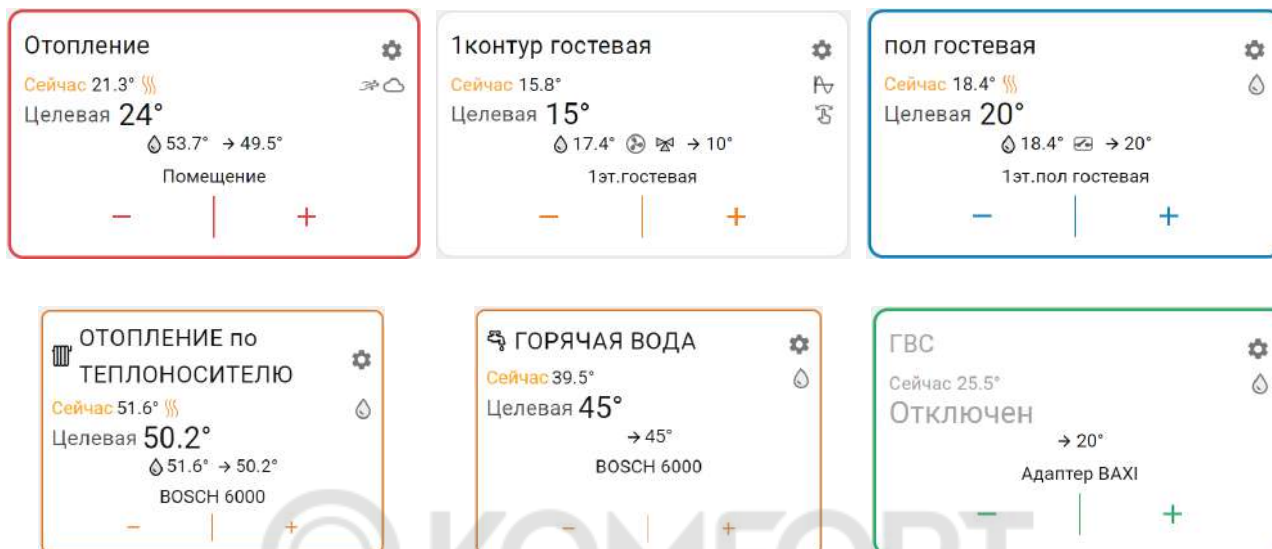 Отопление
Сейчас 21.3°
Целевая 24°
53.7° → 49.5°
Помещение
− +
1контур гостевая
Сейчас 15.8°
Целевая 15°
17.4° → 10°
1эт.гостевая
− +
пол гостевая
Сейчас 18.4°
Целевая 20°
18.4° → 20°
1эт.пол гостевая
− +
ОТОПЛЕНИЕ по
ТЕПЛОНОСИТЕЛЮ
Сейчас 51.6°
Целевая 50.2°
51.6° → 50.2°
BOSCH 6000
− +
ГОРЯЧАЯ ВОДА
Сейчас 39.5°
Целевая 45°
→ 45°
BOSCH 6000
− +
ГВС
Сейчас 25.5°
Отключен
→ 20°
Адаптер BAXI
− +
КОМФОРТ